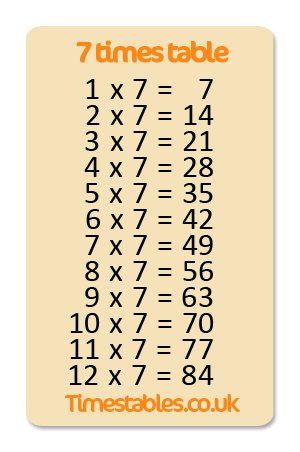 7 times table
1 x 7 = 7
2 x 7 = 14
3 x 7 = 21
4 x 7 = 28
5 x 7 = 35
6 x 7 = 42
7 x 7 = 49
8 x 7 = 56
9 x 7 = 63
10 x 7 = 70
11 x 7 = 77
12 x 7 = 84
Timestables.co.uk